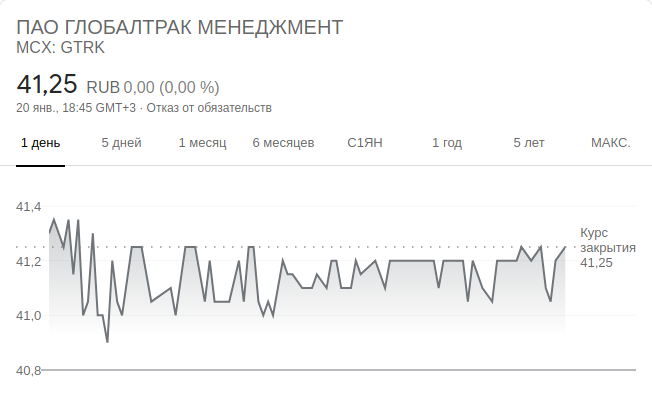 ПАО ГЛОБАЛТРАК МЕНЕДЖМЕНТ
MCX: GTRK
41,25 RUB 0,00 (0,00 %)
20 янв., 18:45 GMT+3 · Отказ от обязательств
1 день 5 дней 1 месяц 6 месяцев С1ЯН 1 год 5 лет МАКС.
41,4
Курс
закрытия
41,25
41,2
41,0
40,8